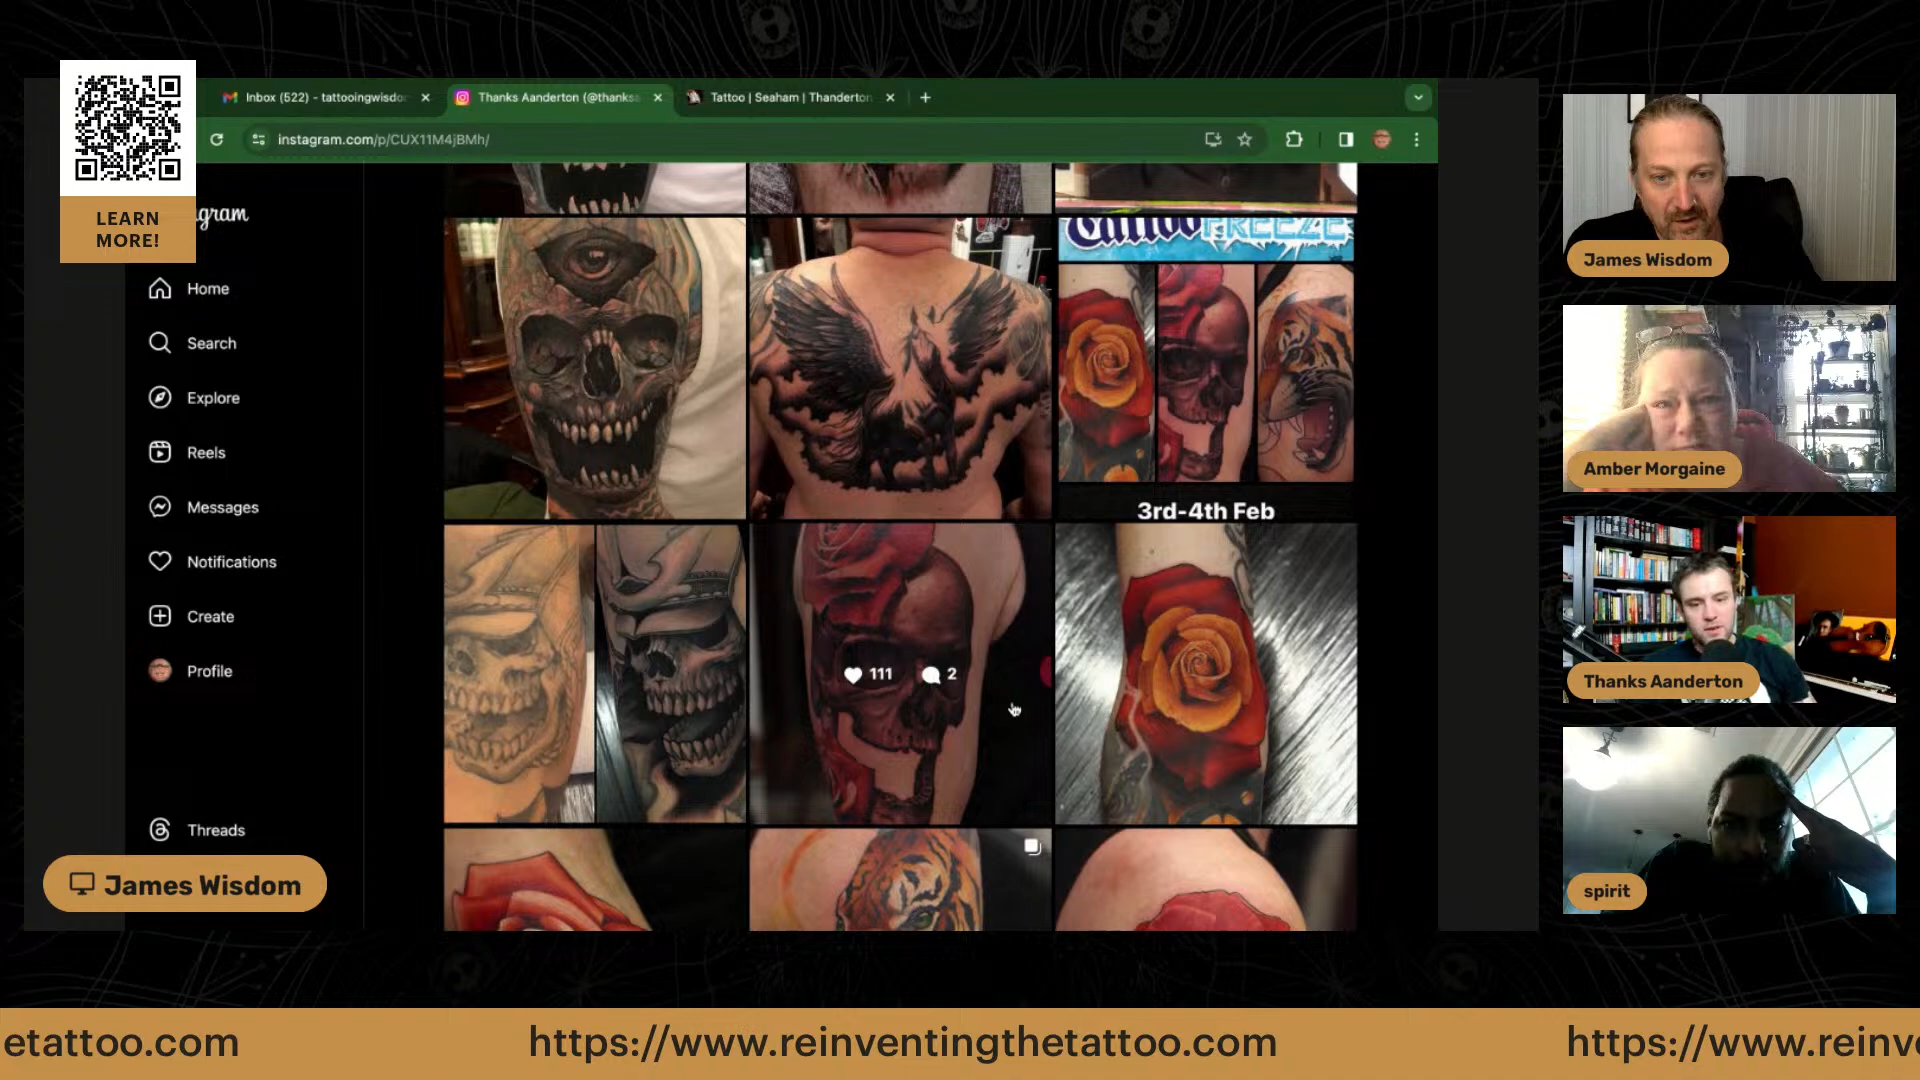 LEARN
MORE!
Inbox (522) - tattooingwisdo
Thanks Aanderton (@thanks
Tattoo | Seaham | Thanderton
instagram.com/p/CUX11M4jBMh/
gram
Home
Search
Explore
Reels
Messages
Notifications
Create
Profile
Threads
Tattoo FREEZE
3rd-4th Feb
111
2
James Wisdom
James Wisdom
Amber Morgaine
Thanks Aanderton
spirit
etattoo.com
https://www.reinventingthetattoo.com
https://www.reinv